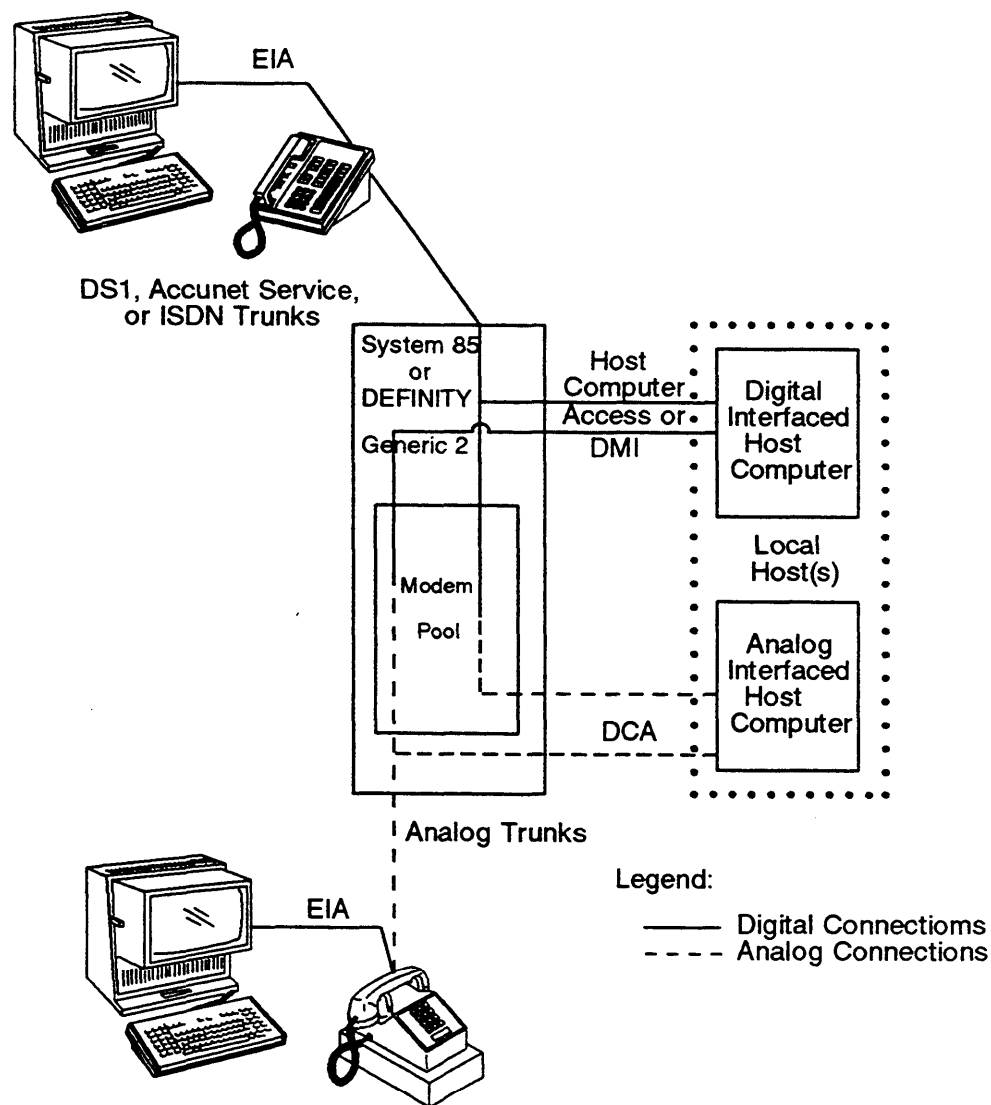 EIA
DS1, Accunet Service,
or ISDN Trunks
System 85
or
DEFINITY
Generic 2
Host
Computer
Access or
DMI
Digital
Interfaced
Host
Computer
Local
Host(s)
Modem
Pool
Analog
Interfaced
Host
Computer
DCA
Analog Trunks
EIA
Legend:
Digital Connectioms
Analog Connections